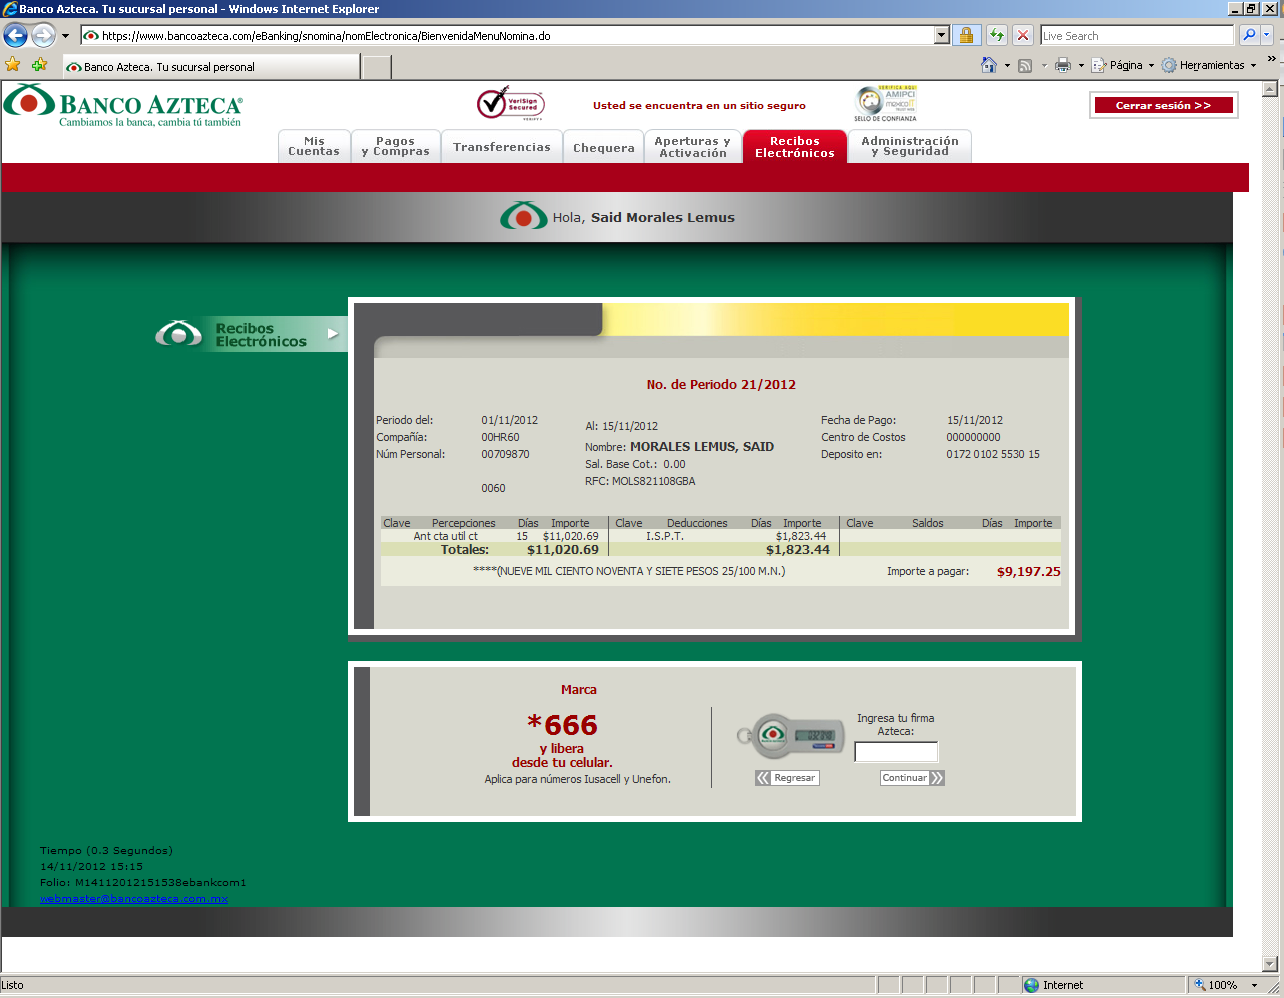 Banco Azteca. Tu sucursal personal - Windows Internet Explorer
https://www.bancoazteca.com/eBanking/snomina/nomElectronica/BienvenidaMenuNomina.do
Live Search
Banco Azteca. Tu sucursal personal
Página
Herramientas
BANCO AZTECA
Cambiamos la banca, cambia tú también
VeriSign Secured
VERIFY
Usted se encuentra en un sitio seguro
VERIFICA AQUI
AMIPCI
SELLO DE CONFIANZA
Cerrar sesión >>
Mis Cuentas
Pagos y Compras
Transferencias
Chequera
Aperturas y Activación
Recibos Electrónicos
Administración y Seguridad
Hola, Said Morales Lemus
Recibos
Electrónicos
No. de Periodo 21/2012
Periodo del: 01/11/2012 Al: 15/11/2012 Fecha de Pago: 15/11/2012
Compañía: 00HR60 Nombre: MORALES LEMUS, SAID Centro de Costos 000000000
Núm Personal: 00709870 Sal. Base Cot.: 0.00 Deposito en: 0172 0102 5530 15
0060 RFC: MOLS821108GBA
Clave Percepciones Días Importe Clave Deducciones Días Importe Clave Saldos Días Importe
Ant cta util ct 15 $11,020.69 I.S.P.T. $1,823.44
Totales: $11,020.69 $1,823.44
****(NUEVE MIL CIENTO NOVENTA Y SIETE PESOS 25/100 M.N.) Importe a pagar: $9,197.25
Marca
*666
y libera
desde tu celular.
Aplica para números Iusacell y Unefon.
Ingresa tu firma
Azteca:
Regresar
Continuar
Tiempo (0.3 Segundos)
14/11/2012 15:15
Folio: M14112012151538ebankcom1
webmaster@bancoazteca.com.mx
Listo
Internet
100%